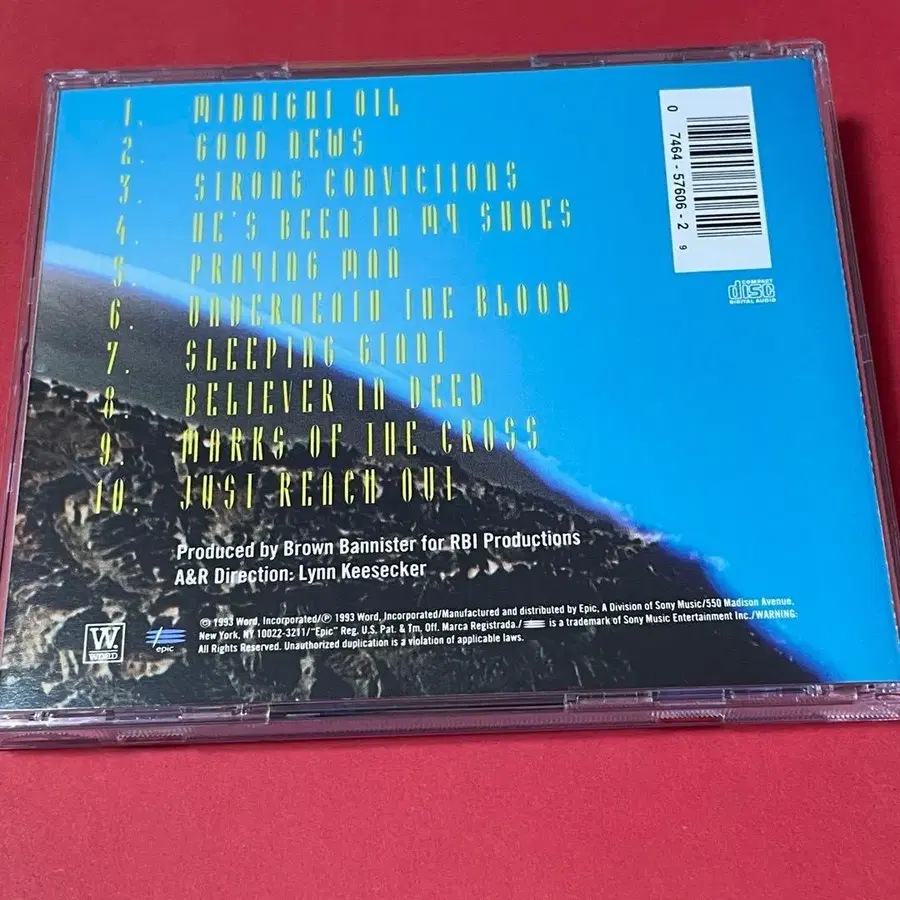 1. MIDNIGHT OIL
2. GOOD NEWS
3. STRONG CONVICTIONS
4. HE'S BEEN IN MY SHOES
5. PRAYING MAN
6. UNDERNEATH THE BLOOD
7. SLEEPING GIANT
8. BELIEVER IN DEED
9. MARKS OF THE CROSS
10. JUST REACH OUT
0 7464-57606-2 9
COMPACT
disc
DIGITAL AUDIO
Produced by Brown Bannister for RBI Productions
A&R Direction: Lynn Keesecker
W.
WORD
epic
© 1993 Word, Incorporated/℗ 1993 Word, Incorporated/Manufactured and distributed by Epic, A Division of Sony Music/550 Madison Avenue,
New York, NY 10022-3211/"Epic" Reg. U.S. Pat. & Tm. Off. Marca Registrada./ is a trademark of Sony Music Entertainment Inc./WARNING:
All Rights Reserved. Unauthorized duplication is a violation of applicable laws.